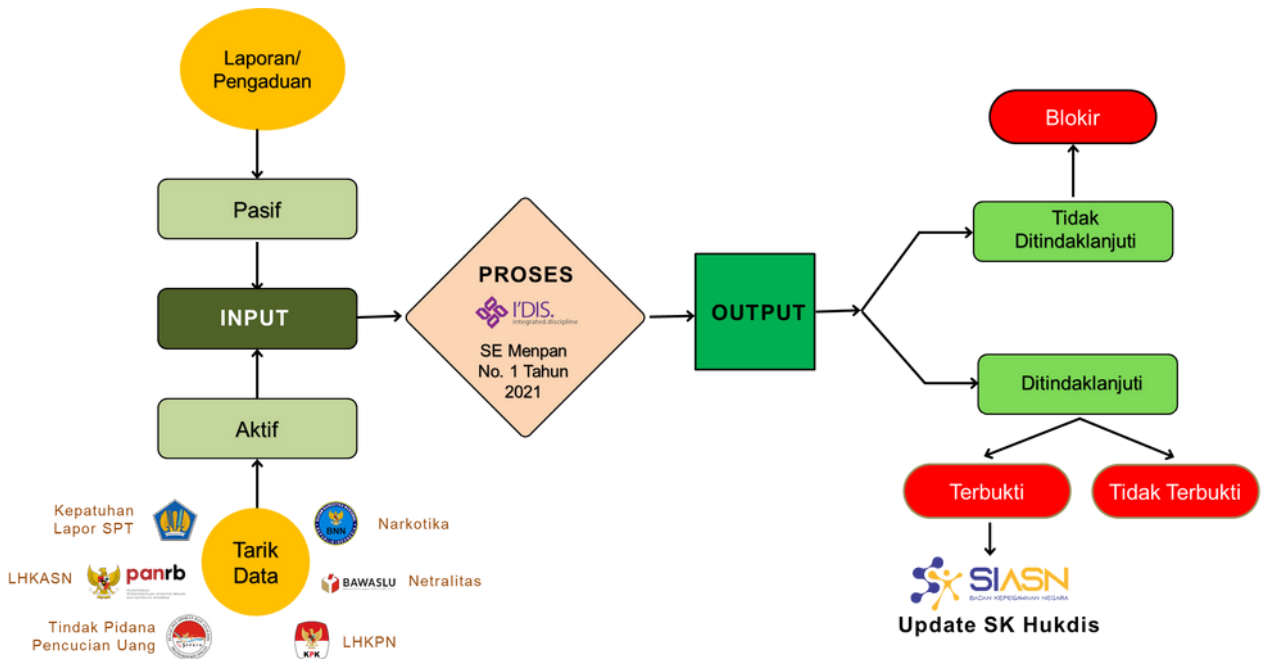 Laporan/
Pengaduan
Pasif
INPUT
Aktif
Tarik
Data
Kepatuhan
Lapor SPT
BNN
Narkotika
LHKASN
panrb
BAWASLU
Netralitas
Tindak Pidana
Pencucian Uang
KPK
LHKPN
PROSES
I'DIS.
integrated.discipline
SE Menpan
No. 1 Tahun
2021
OUTPUT
Blokir
Tidak
Ditindaklanjuti
Ditindaklanjuti
Terbukti
Tidak Terbukti
SIASN
BADAN KEPEGAWAIAN NEGARA
Update SK Hukdis